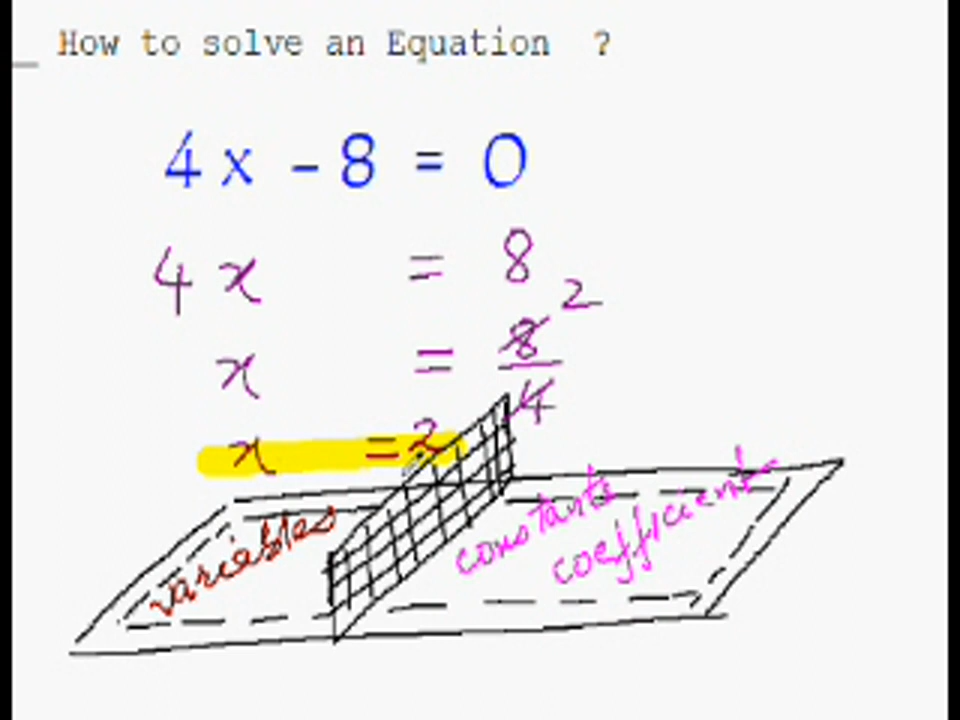 How to solve an Equation ?
4x - 8 = 0
4x = 8
x = 8/4 2
x = 2
variables
constants
coefficient